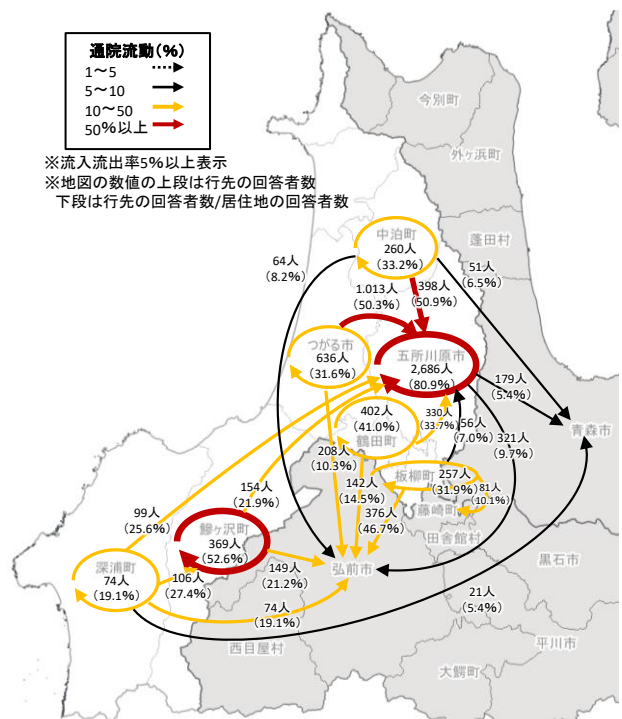 通院流動(%)
1～5
5～10
10～50
50%以上
※流入流出率5%以上表示
※地図の数値の上段は行先の回答者数
下段は行先の回答者数/居住地の回答者数
今別町
外ヶ浜町
蓬田村
中泊町
260人
(33.2%)
64人
(8.2%)
51人
(6.5%)
1.013人
(50.3%)
398人
(50.9%)
つがる市
636人
(31.6%)
五所川原市
2,686人
(80.9%)
179人
(5.4%)
青森市
402人
(41.0%)
鶴田町
330人
(33.7%)
56人
(7.0%)
321人
(9.7%)
208人
(10.3%)
板柳町
257人
(31.9%)
81人
(10.1%)
142人
(14.5%)
藤崎町
154人
(21.9%)
376人
(46.7%)
田舎館村
99人
(25.6%)
鰺ヶ沢町
369人
(52.6%)
黒石市
深浦町
74人
(19.1%)
106人
(27.4%)
149人
(21.2%)
弘前市
74人
(19.1%)
21人
(5.4%)
西目屋村
平川市
大鰐町